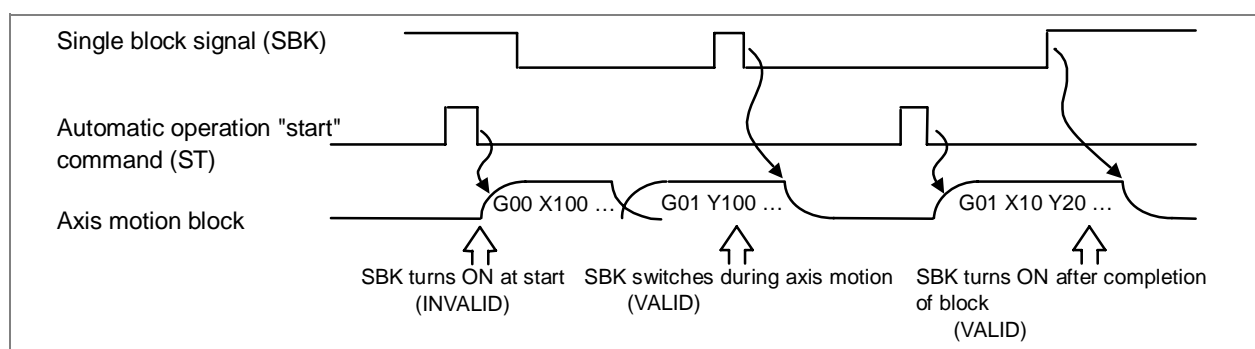 Single block signal (SBK)
Automatic operation "start"
command (ST)
Axis motion block
G00 X100 …
G01 Y100 …
G01 X10 Y20 …
SBK turns ON at start
(INVALID)
SBK switches during axis motion
(VALID)
SBK turns ON after completion
of block
(VALID)